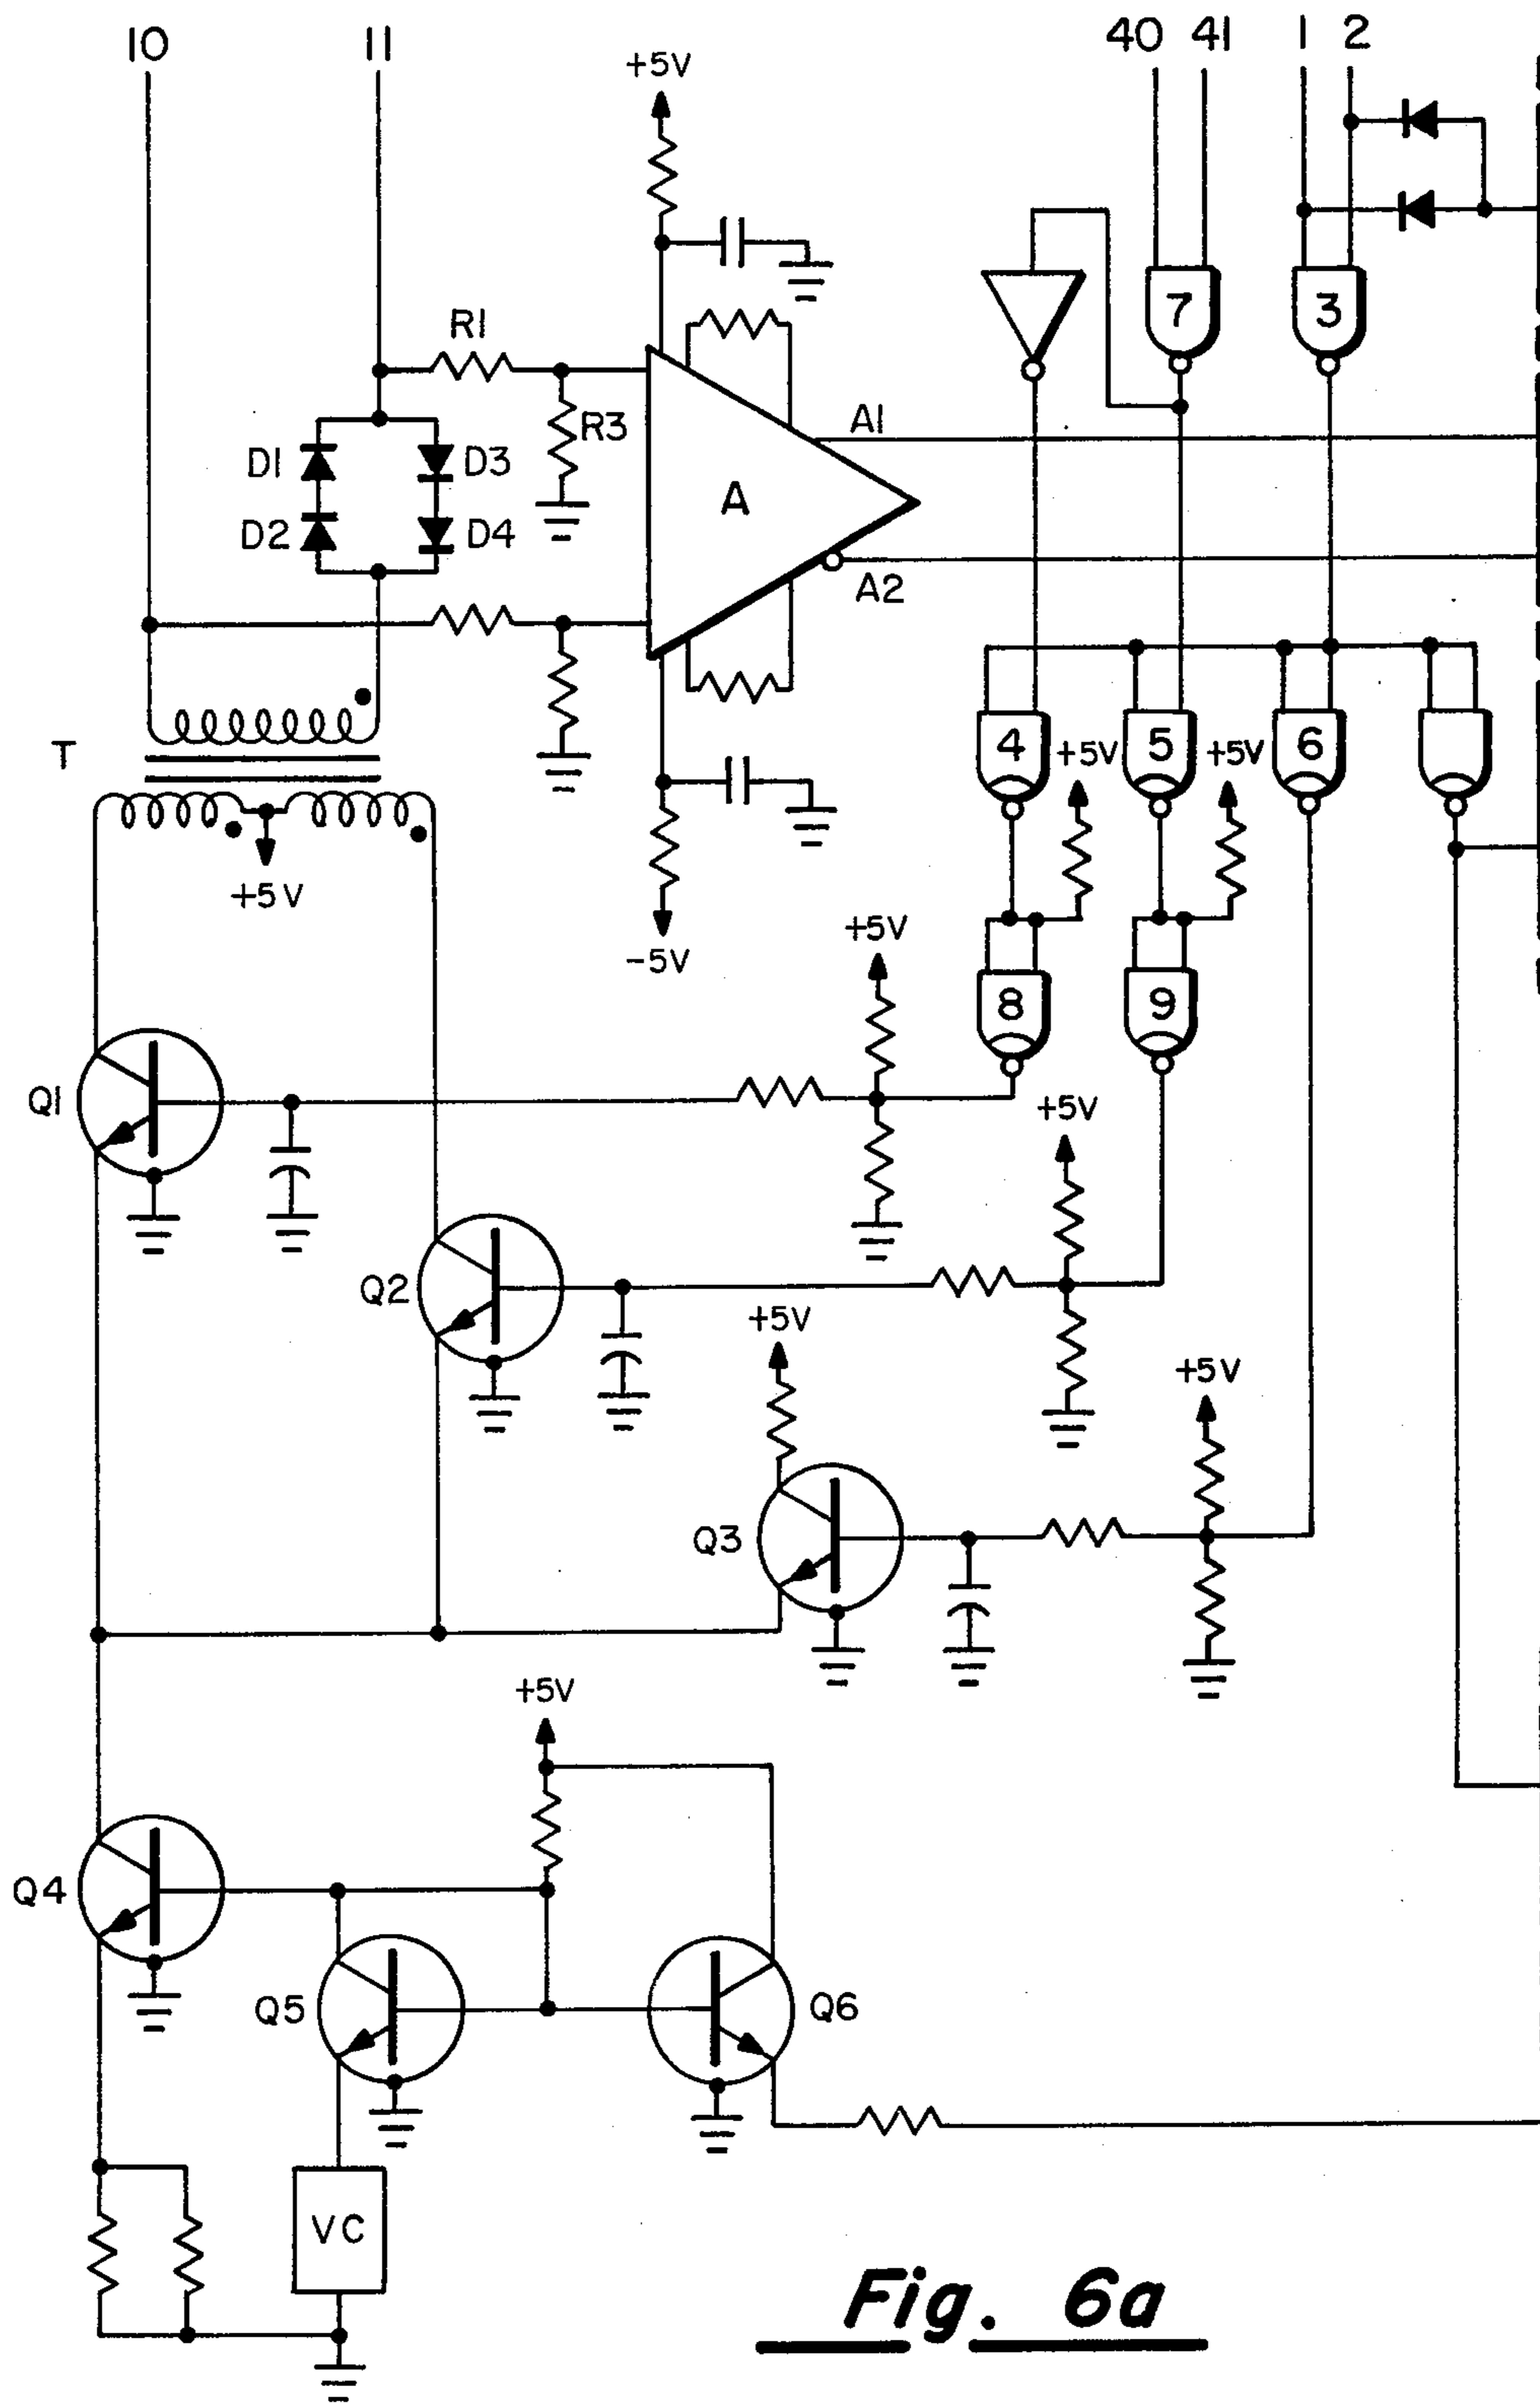 10 11 40 41 1 2
+5V
R1
7 3
R3
A1
D1 D3
A
D2 D4
A2
T
4 +5V 5 +5V 6
+5V
+5V
-5V
8 9
Q1
+5V
Q2
+5V
+5V
Q3
+5V
Q4
Q5 Q6
VC
Fig. 6a